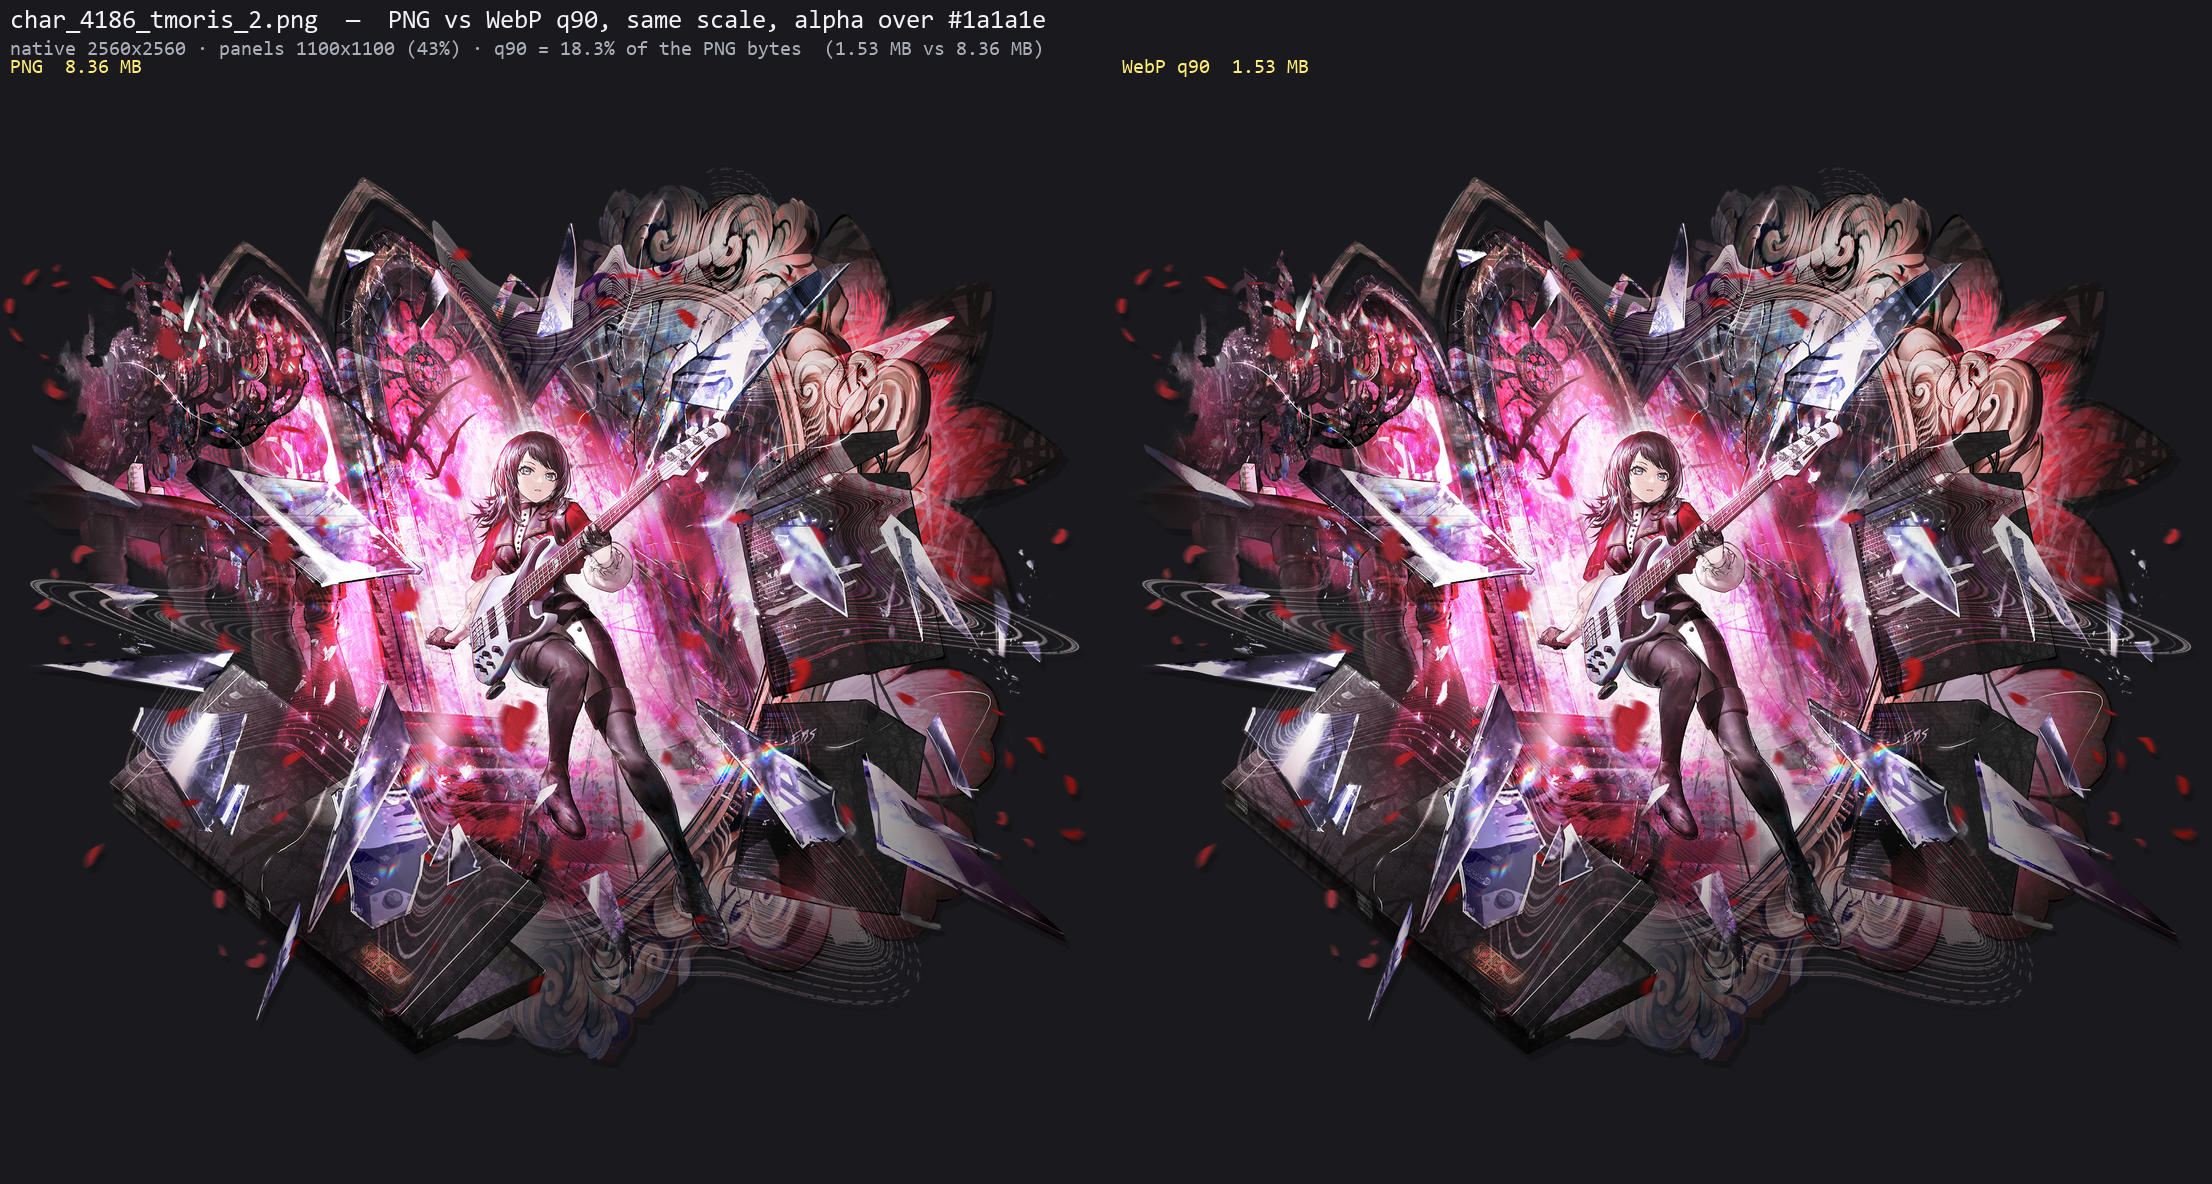 char_4186_tmoris_2.png — PNG vs WebP q90, same scale, alpha over #1a1a1e
native 2560x2560 · panels 1100x1100 (43%) · q90 = 18.3% of the PNG bytes (1.53 MB vs 8.36 MB)
PNG 8.36 MB
WebP q90 1.53 MB